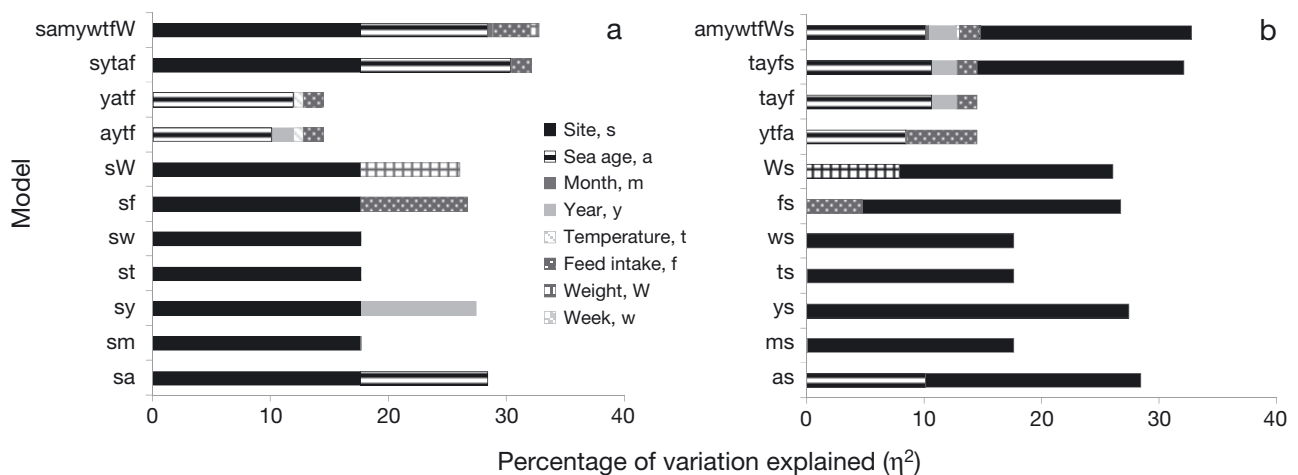 a
Model
samywtfW
sytaf
yatf
aytf
sW
sf
sw
st
sy
sm
sa
0 10 20 30 40
Site, s
Sea age, a
Month, m
Year, y
Temperature, t
Feed intake, f
Weight, W
Week, w
b
amywtfWs
tayfs
tayf
ytfa
Ws
fs
ws
ts
ys
ms
as
0 10 20 30 40
Percentage of variation explained (η²)